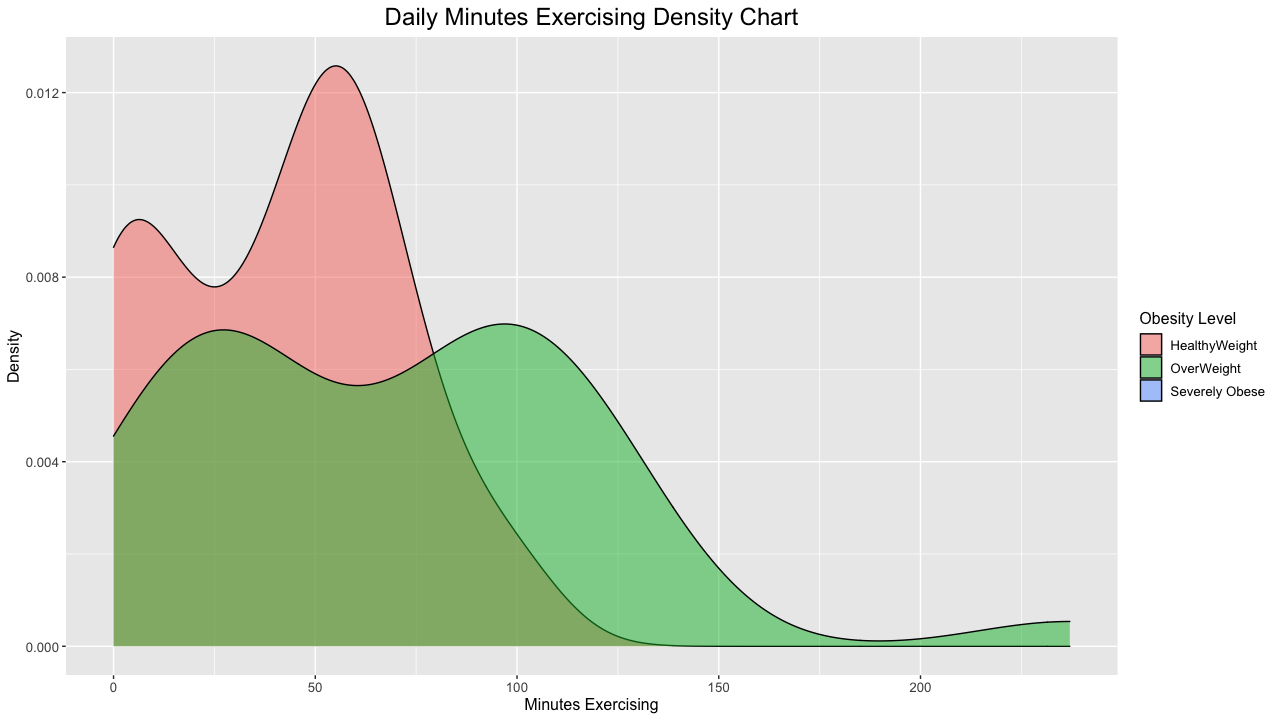 Daily Minutes Exercising Density Chart
0.012
0.008
0.004
0.000
Density
0
50
100
150
200
Minutes Exercising
Obesity Level
HealthyWeight
OverWeight
Severely Obese